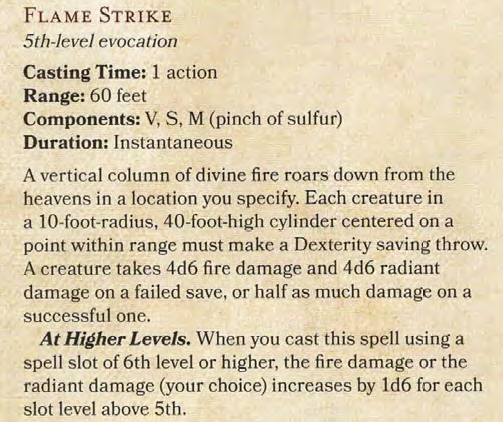 FLAME STRIKE
5th-level evocation
Casting Time: 1 action
Range: 60 feet
Components: V, S, M (pinch of sulfur)
Duration: Instantaneous
A vertical column of divine fire roars down from the
heavens in a location you specify. Each creature in
a 10-foot-radius, 40-foot-high cylinder centered on a
point within range must make a Dexterity saving throw.
A creature takes 4d6 fire damage and 4d6 radiant
damage on a failed save, or half as much damage on a
successful one.
At Higher Levels. When you cast this spell using a
spell slot of 6th level or higher, the fire damage or the
radiant damage (your choice) increases by 1d6 for each
slot level above 5th.